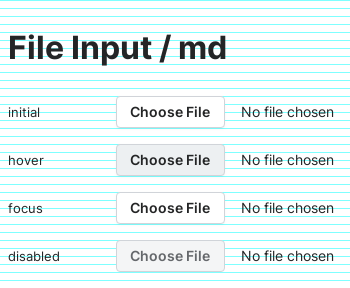 File Input / md
initial Choose File No file chosen
hover Choose File No file chosen
focus Choose File No file chosen
disabled Choose File No file chosen